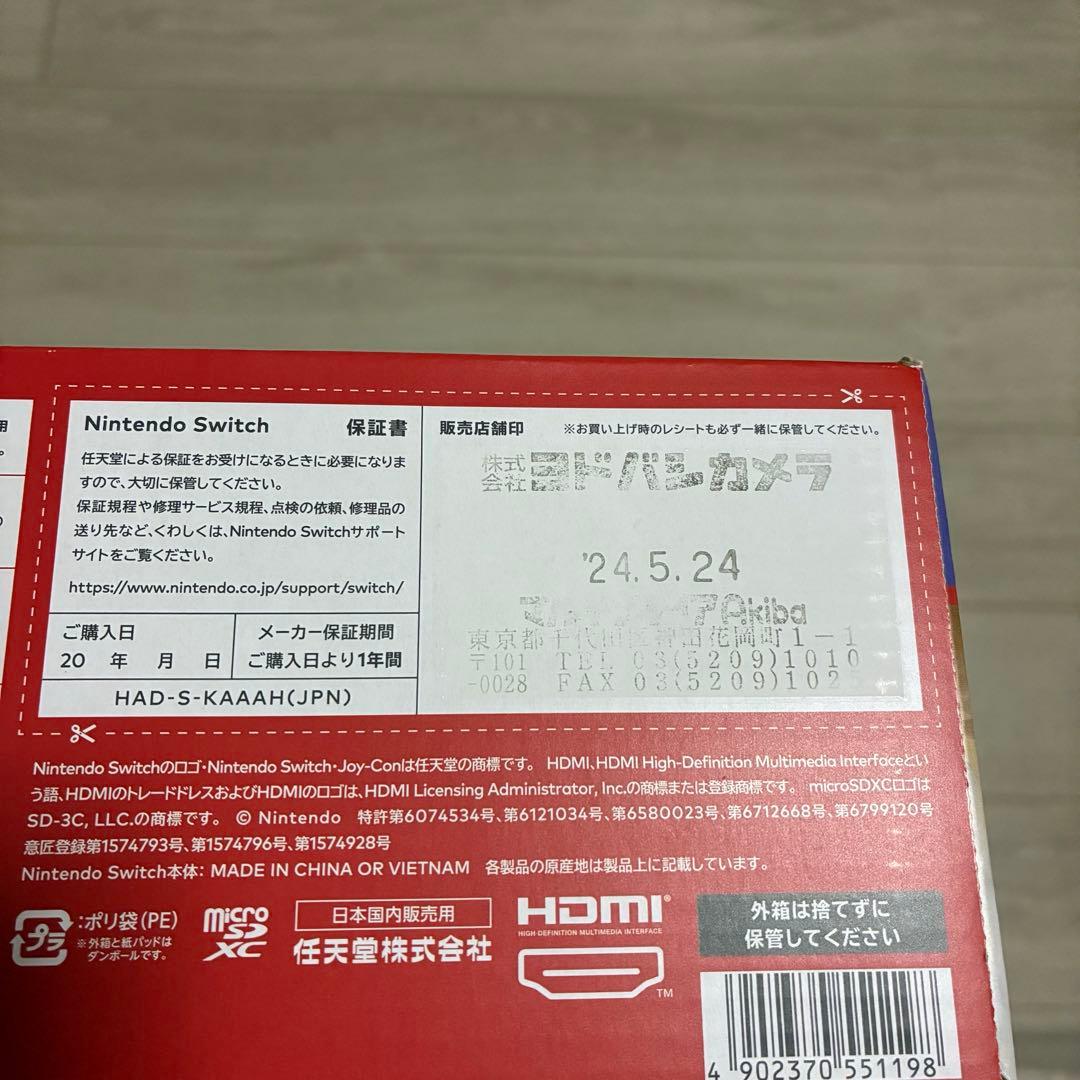 用
。
の
Nintendo Switch 保証書
任天堂による保証をお受けになるときに必要になりま
すので、大切に保管してください。
保証規程や修理サービス規程、点検の依頼、修理品の
送り先など、くわしくは、Nintendo Switchサポート
サイトをご覧ください。
https://www.nintendo.co.jp/support/switch/
ご購入日
20 年 月 日
メーカー保証期間
ご購入日より1年間
HAD-S-KAAAH(JPN)
販売店舗印 ※お買い上げ時のレシートも必ず一緒に保管してください。
株式会社 ヨドバシカメラ
'24.5.24
Akiba
東京都千代田区神田花岡町1-1
〒101 TEL 03(5209)1010
-0028 FAX 03(5209)102
Nintendo Switchのロゴ・Nintendo Switch・Joy-Conは任天堂の商標です。 HDMI、HDMI High-Definition Multimedia Interfaceとい
う語、HDMIのトレードドレスおよびHDMIのロゴは、HDMI Licensing Administrator, Inc.の商標または登録商標です。 microSDXCロゴは
SD-3C, LLC.の商標です。 © Nintendo 特許第6074534号、第6121034号、第6580023号、第6712668号、第6799120号
意匠登録第1574793号、第1574796号、第1574928号
Nintendo Switch本体: MADE IN CHINA OR VIETNAM 各製品の原産地は製品上に記載しています。
プラ :ポリ袋(PE)
※外箱と紙パッドは
ダンボールです。
micro
SD
XC
日本国内販売用
任天堂株式会社
HDMI®
HIGH-DEFINITION MULTIMEDIA INTERFACE
TM
外箱は捨てずに
保管してください
4 902370 551198